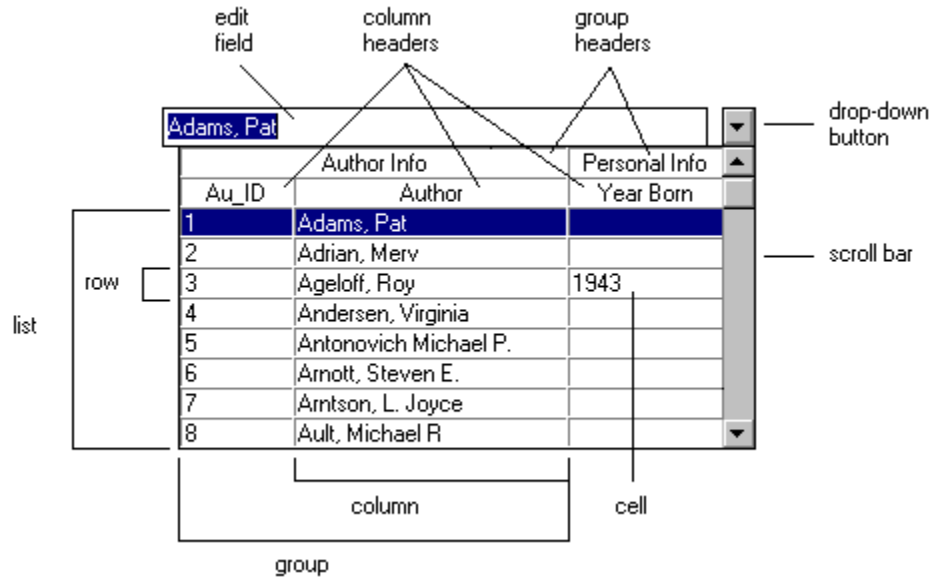 edit
field
column
headers
group
headers
drop-down
button
Adams, Pat
Author Info Personal Info
Au_ID Author Year Born
1 Adams, Pat
2 Adrian, Merv
3 Ageloff, Roy 1943
4 Andersen, Virginia
5 Antonovich Michael P.
6 Arnott, Steven E.
7 Arntson, L. Joyce
8 Ault, Michael R
scroll bar
row
list
column
cell
group